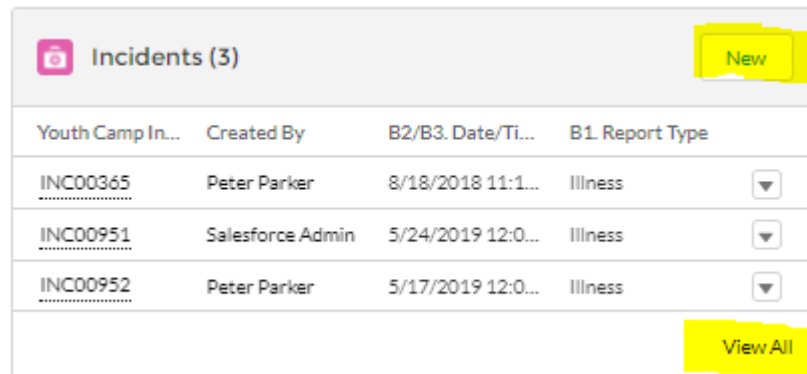 Incidents (3) New
Youth Camp In... Created By B2/B3. Date/Ti... B1. Report Type
INC00365 Peter Parker 8/18/2018 11:1... Illness
INC00951 Salesforce Admin 5/24/2019 12:0... Illness
INC00952 Peter Parker 5/17/2019 12:0... Illness
View All